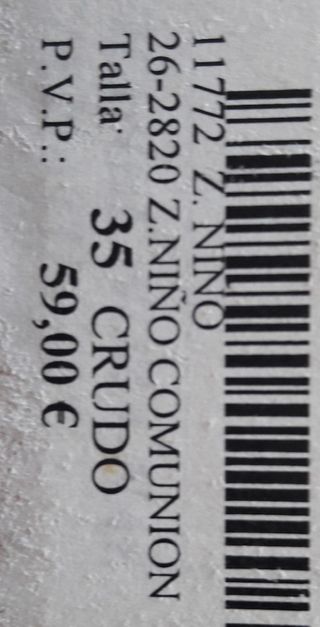 11772 Z. NIÑO
26-2820 Z.NIÑO COMUNION
Talla: 35 CRUDO
P.V.P.: 59,00 €